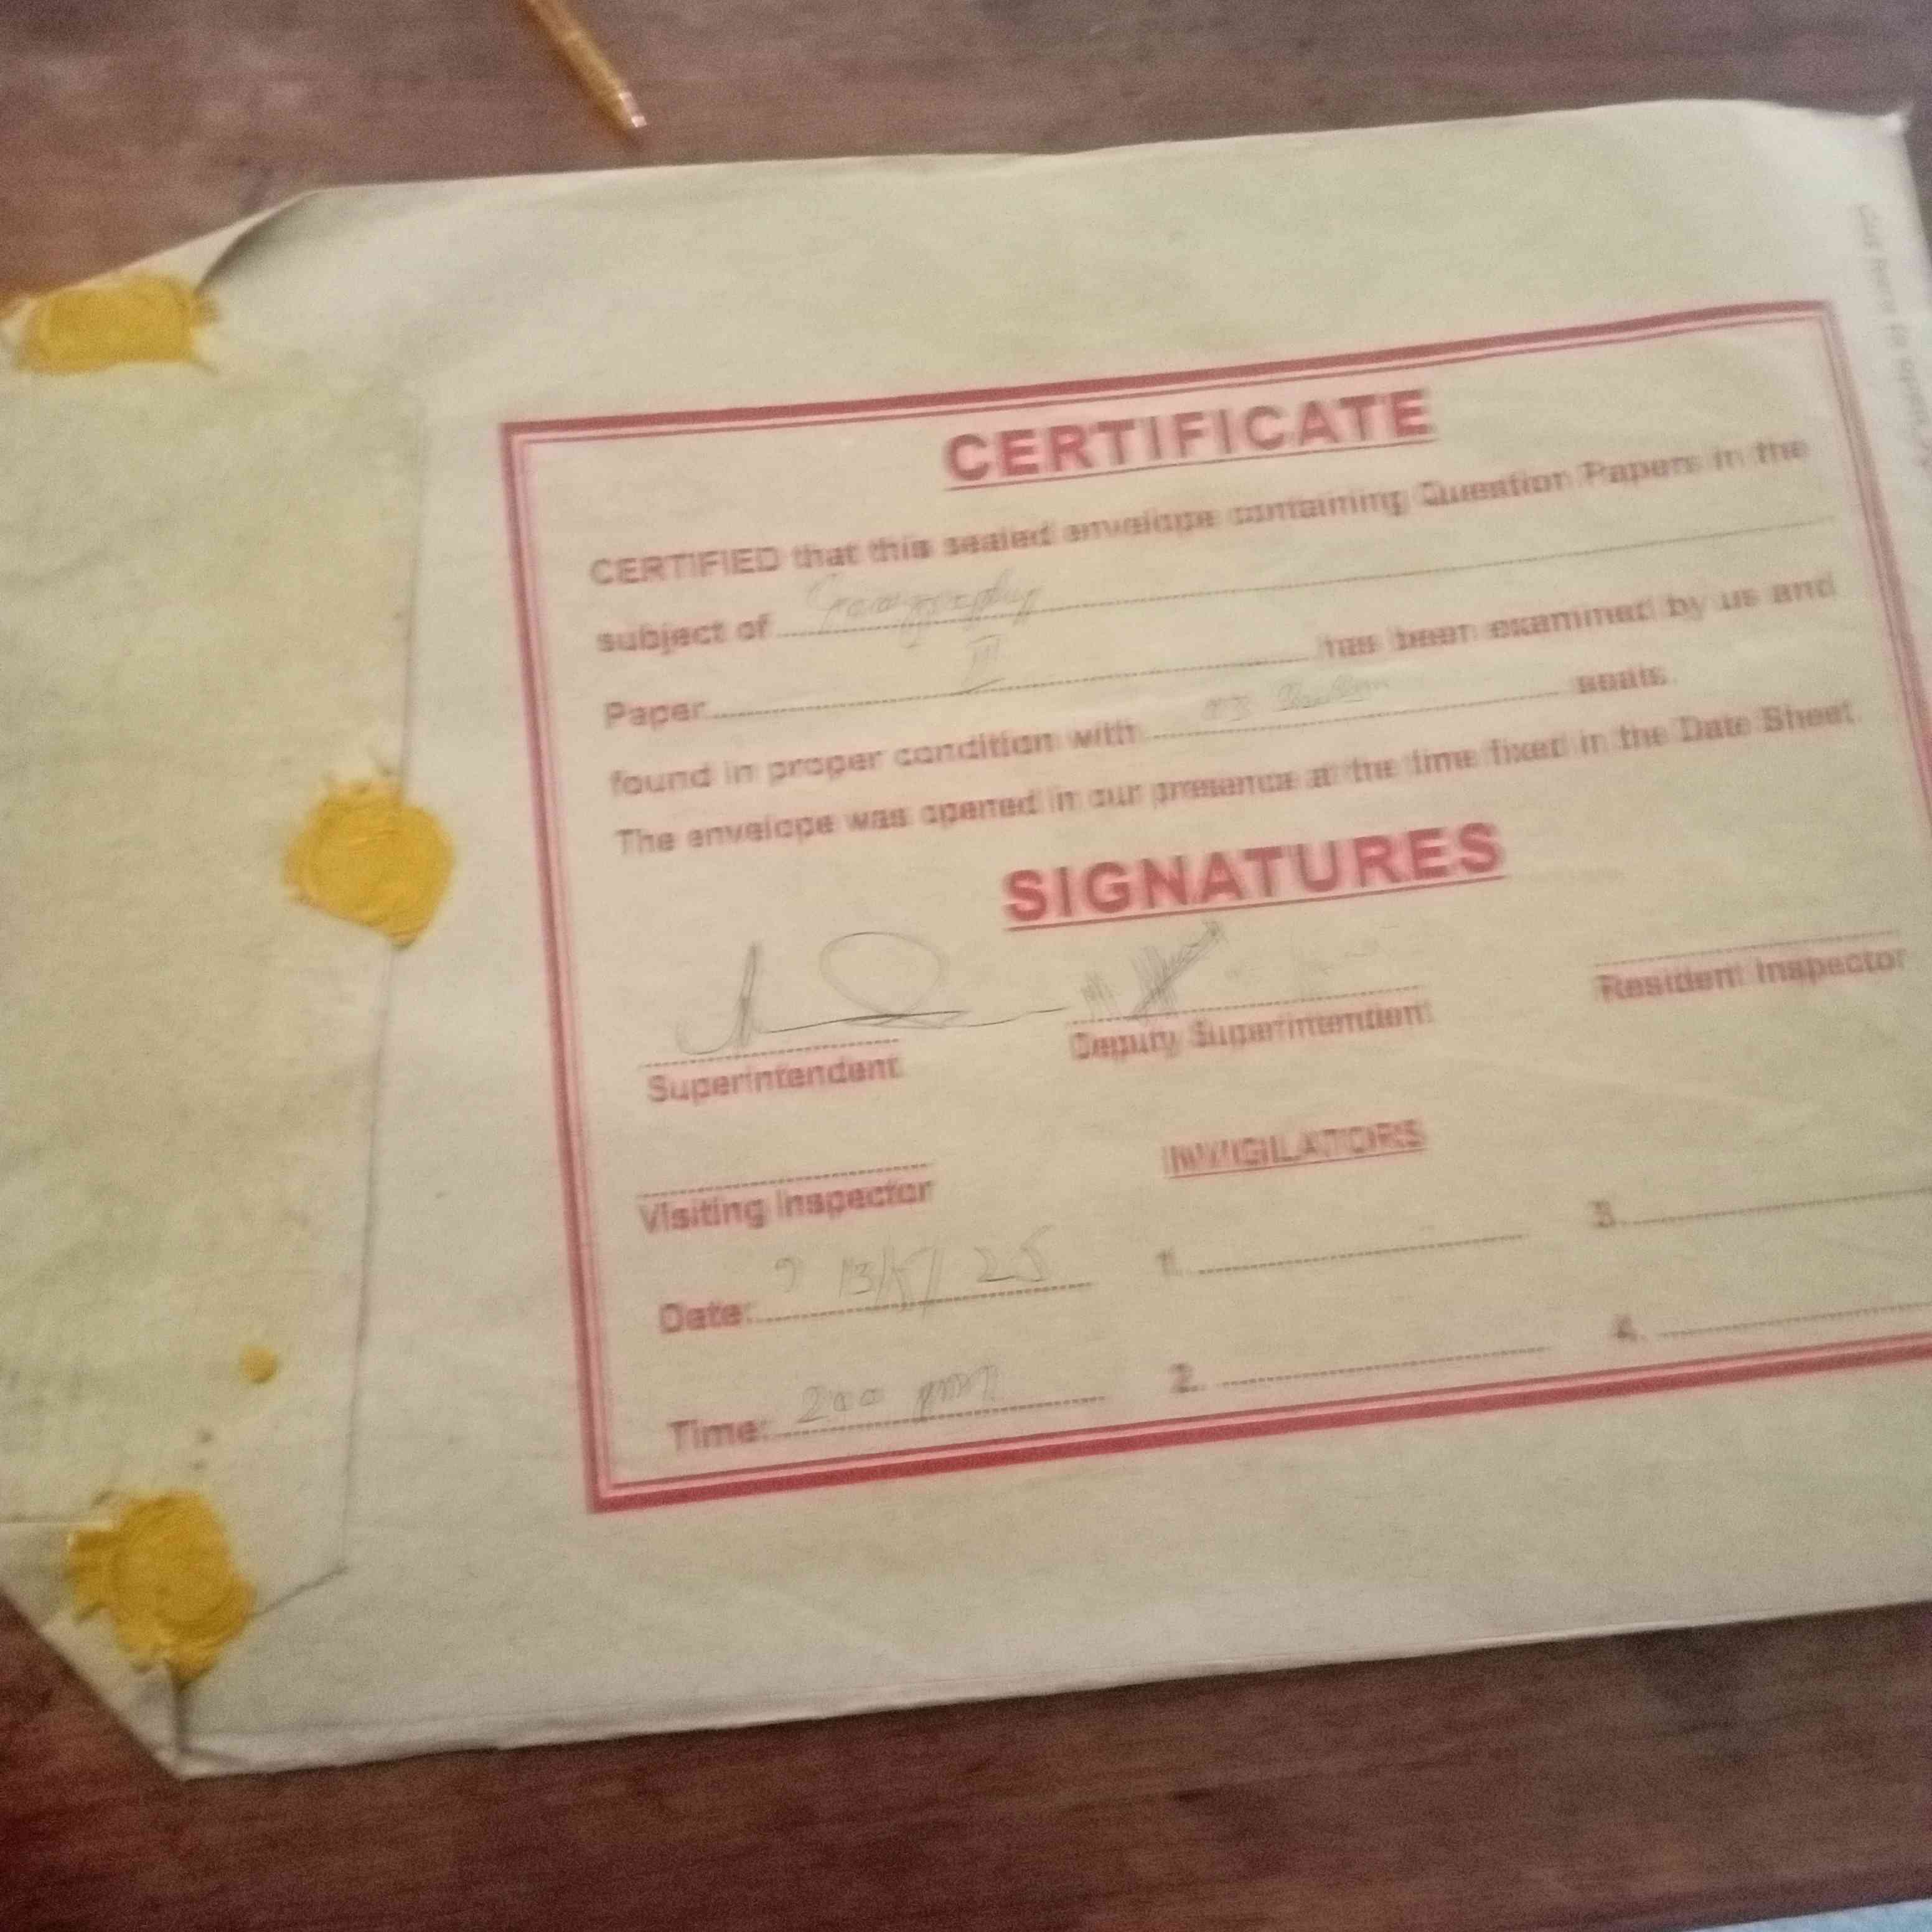 CERTIFICATE
CERTIFIED that this sealed envelope containing Question Papers in the
subject of Geography
Paper II has been examined by us and
found in proper condition with seals.
The envelope was opened in our presence at the time fixed in the Date Sheet
SIGNATURES
Superintendent
Deputy Superintendent
Resident Inspector
Visiting Inspector
INVIGILATORS
Date: 13/5/25
1.
3.
Time: 200 pm
2.
4.